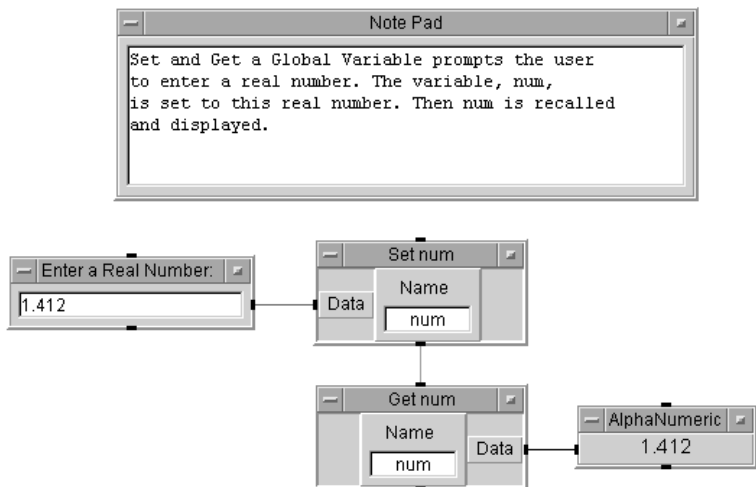 Note Pad
Set and Get a Global Variable prompts the user
to enter a real number. The variable, num,
is set to this real number. Then num is recalled
and displayed.
Enter a Real Number:
1.412
Set num
Name
Data
num
Get num
Name
Data
num
AlphaNumeric
1.412